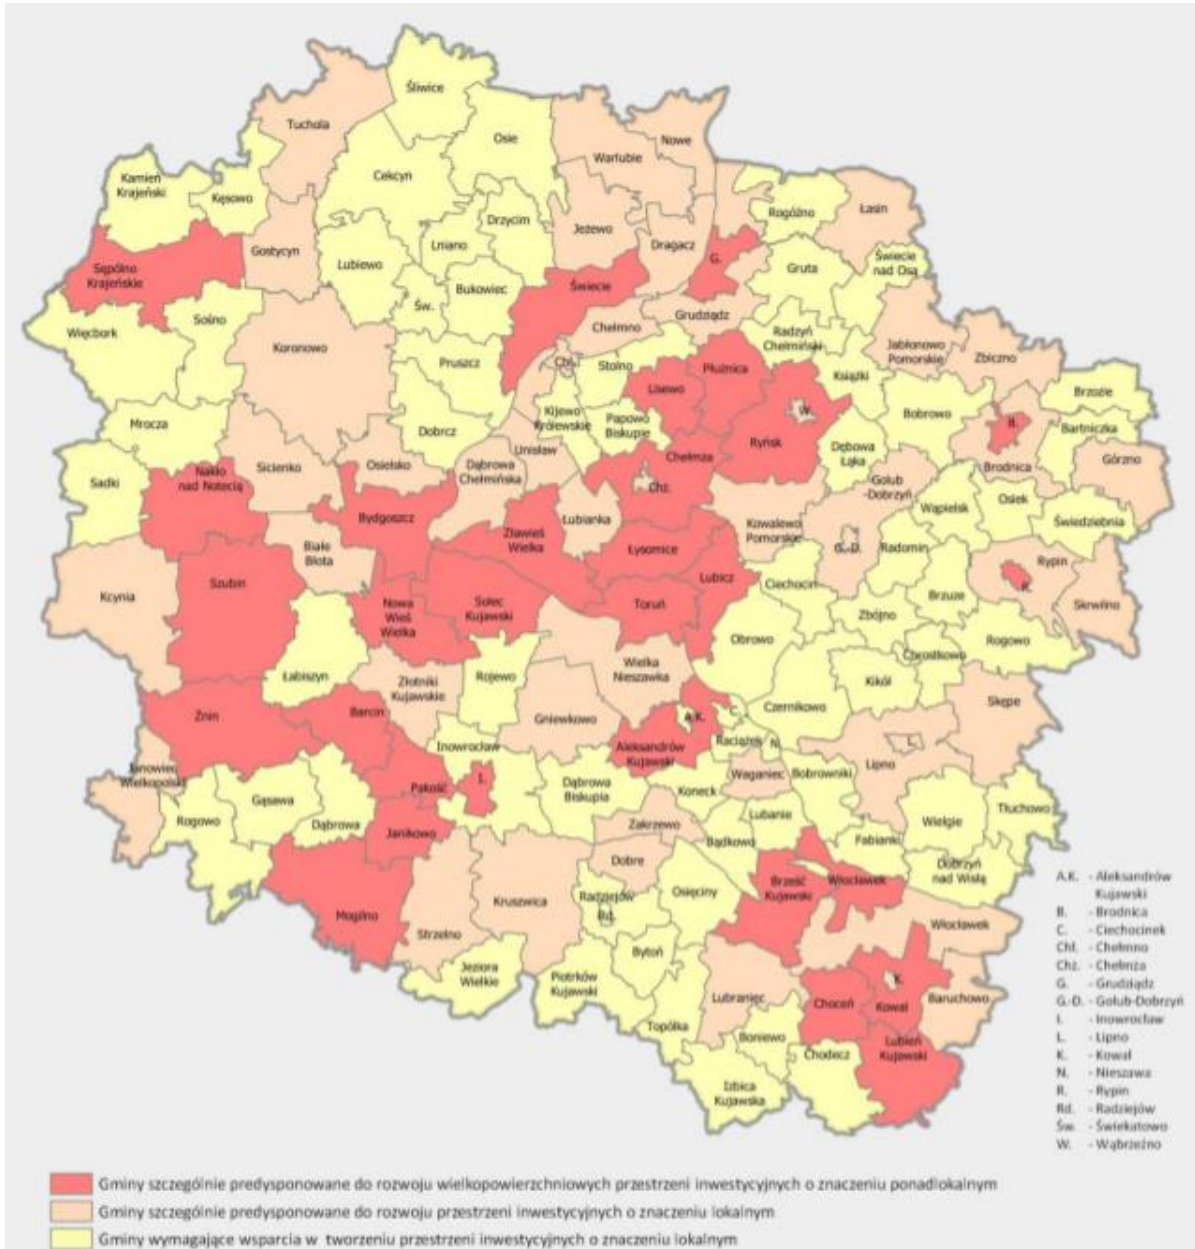 Śliwice
Tuchola
Osie
Nowe
Warlubie
Cekcyn
Kamień
Krajeński
Kęsowo
Rogóźno
Łasin
Drzycim
Jeżewo
Gostycyn
Lniano
Dragacz
Lubiewo
G.
Świecie
nad Osą
Gruta
Sępólno
Krajeńskie
Świecie
Bukowiec
Św.
Grudziądz
Sośno
Chełmno
Więcbork
Radzyń
Chełmiński
Koronowo
Jabłonowo
Pomorskie
Zbiczno
Pruszcz
Chł.
Stolno
Płużnica
Książki
Lisewo
Brzozie
W.
Bobrowo
Kijewo
Królewskie
Papowo
Biskupie
B.
Mrocza
Dobrcz
Bartniczka
Ryńsk
Unisław
Dębowa
Łąka
Chełmża
Górzno
Sicienko
Osielsko
Dąbrowa
Chełmińska
Brodnica
Nakło
nad Notecią
Sadki
Golub
-Dobrzyń
Chż.
Osiek
Wąpielsk
Bydgoszcz
Lubianka
Świedziebnia
Kowalewo
Pomorskie
Zławieś
Wielka
Białe
Błota
Łysomice
G.-D.
Radomin
Rypin
Szubin
Lubicz
Ciechocin
R.
Kcynia
Brzuze
Nowa
Wieś
Wielka
Solec
Kujawski
Toruń
Skrwilno
Zbójno
Obrowo
Rogowo
Chrostkowo
Wielka
Nieszawka
Łabiszyn
Złotniki
Kujawskie
Rojewo
Kikół
Skępe
Czernikowo
Żnin
Barcin
A.K.
C.
Gniewkowo
Raciążek
N.
L.
Inowrocław
Aleksandrów
Kujawski
Lipno
Janowiec
Wielkopolski
Waganiec
Bobrowniki
I.
Pakość
Dąbrowa
Biskupia
Koneck
Gąsawa
Tłuchowo
Lubanie
Rogowo
Dąbrowa
Zakrzewo
Wielgie
Janikowo
Bądkowo
Fabianki
Dobre
Dobrzyń
nad Wisłą
Brześć
Kujawski
Włocławek
Osięciny
Radziejów
Kruszwica
Rd.
Mogilno
Włocławek
Strzelno
Bytoń
Jeziora
Wielkie
Piotrków
Kujawski
K.
Lubraniec
Choceń
Kowal
Baruchowo
Topólka
Boniewo
Lubień
Kujawski
Chodecz
Izbica
Kujawska
A.K. - Aleksandrów
Kujawski
B. - Brodnica
C. - Ciechocinek
Chł. - Chełmno
Chż. - Chełmża
G. - Grudziądz
G.-D. - Golub-Dobrzyń
I. - Inowrocław
L. - Lipno
K. - Kowal
N. - Nieszawa
R. - Rypin
Rd. - Radziejów
Św. - Świekatowo
W. - Wąbrzeźno
Gminy szczególnie predysponowane do rozwoju wielkopowierzchniowych przestrzeni inwestycyjnych o znaczeniu ponadlokalnym
Gminy szczególnie predysponowane do rozwoju przestrzeni inwestycyjnych o znaczeniu lokalnym
Gminy wymagające wsparcia w tworzeniu przestrzeni inwestycyjnych o znaczeniu lokalnym